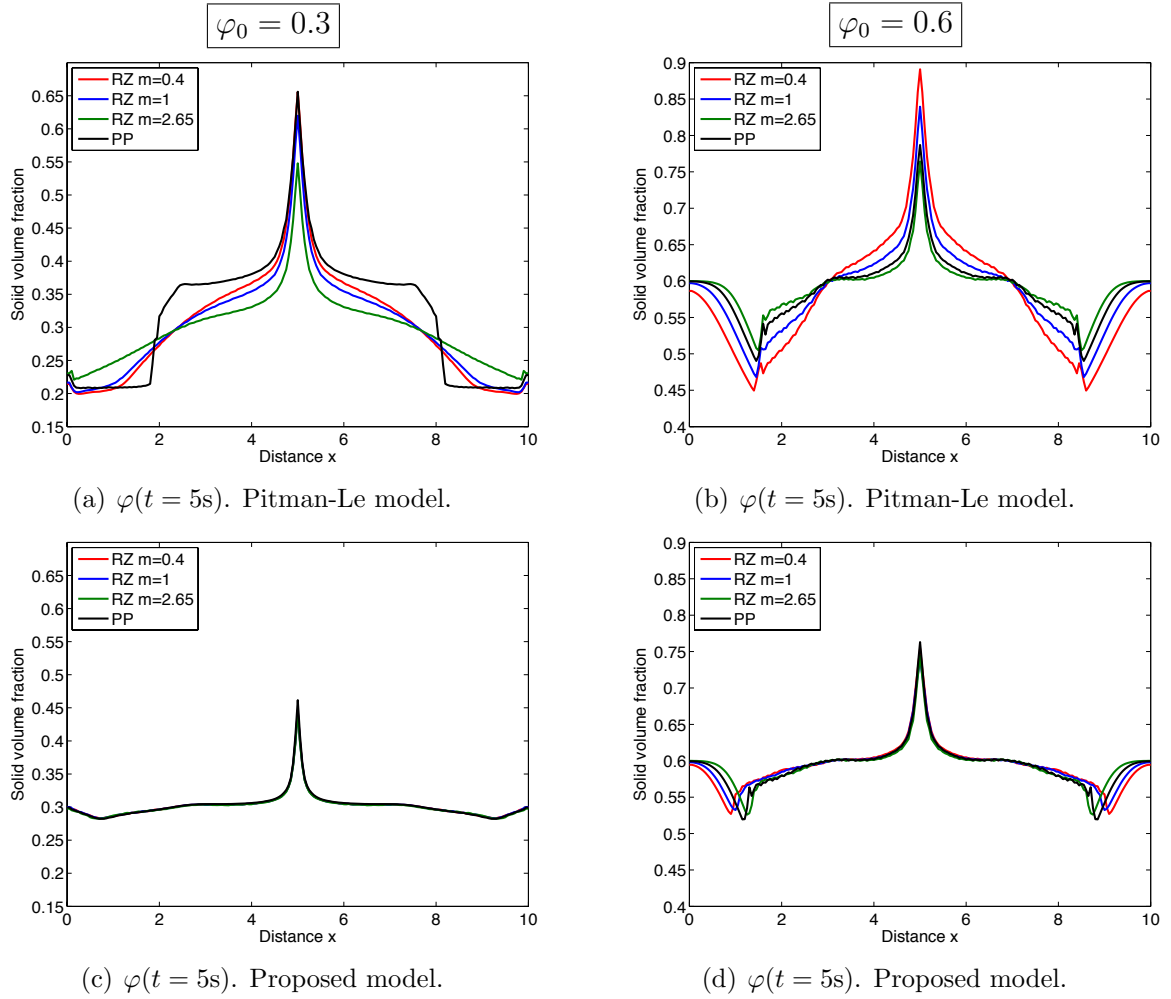 φ₀ = 0.3
φ₀ = 0.6
RZ m=0.4
RZ m=1
RZ m=2.65
PP
Solid volume fraction
0.65
0.6
0.55
0.5
0.45
0.4
0.35
0.3
0.25
0.2
0.15
0 2 4 6 8 10
Distance x
(a) φ(t = 5s). Pitman-Le model.
RZ m=0.4
RZ m=1
RZ m=2.65
PP
Solid volume fraction
0.9
0.85
0.8
0.75
0.7
0.65
0.6
0.55
0.5
0.45
0.4
0 2 4 6 8 10
Distance x
(b) φ(t = 5s). Pitman-Le model.
RZ m=0.4
RZ m=1
RZ m=2.65
PP
Solid volume fraction
0.65
0.6
0.55
0.5
0.45
0.4
0.35
0.3
0.25
0.2
0.15
0 2 4 6 8 10
Distance x
(c) φ(t = 5s). Proposed model.
RZ m=0.4
RZ m=1
RZ m=2.65
PP
Solid volume fraction
0.9
0.85
0.8
0.75
0.7
0.65
0.6
0.55
0.5
0.45
0.4
0 2 4 6 8 10
Distance x
(d) φ(t = 5s). Proposed model.